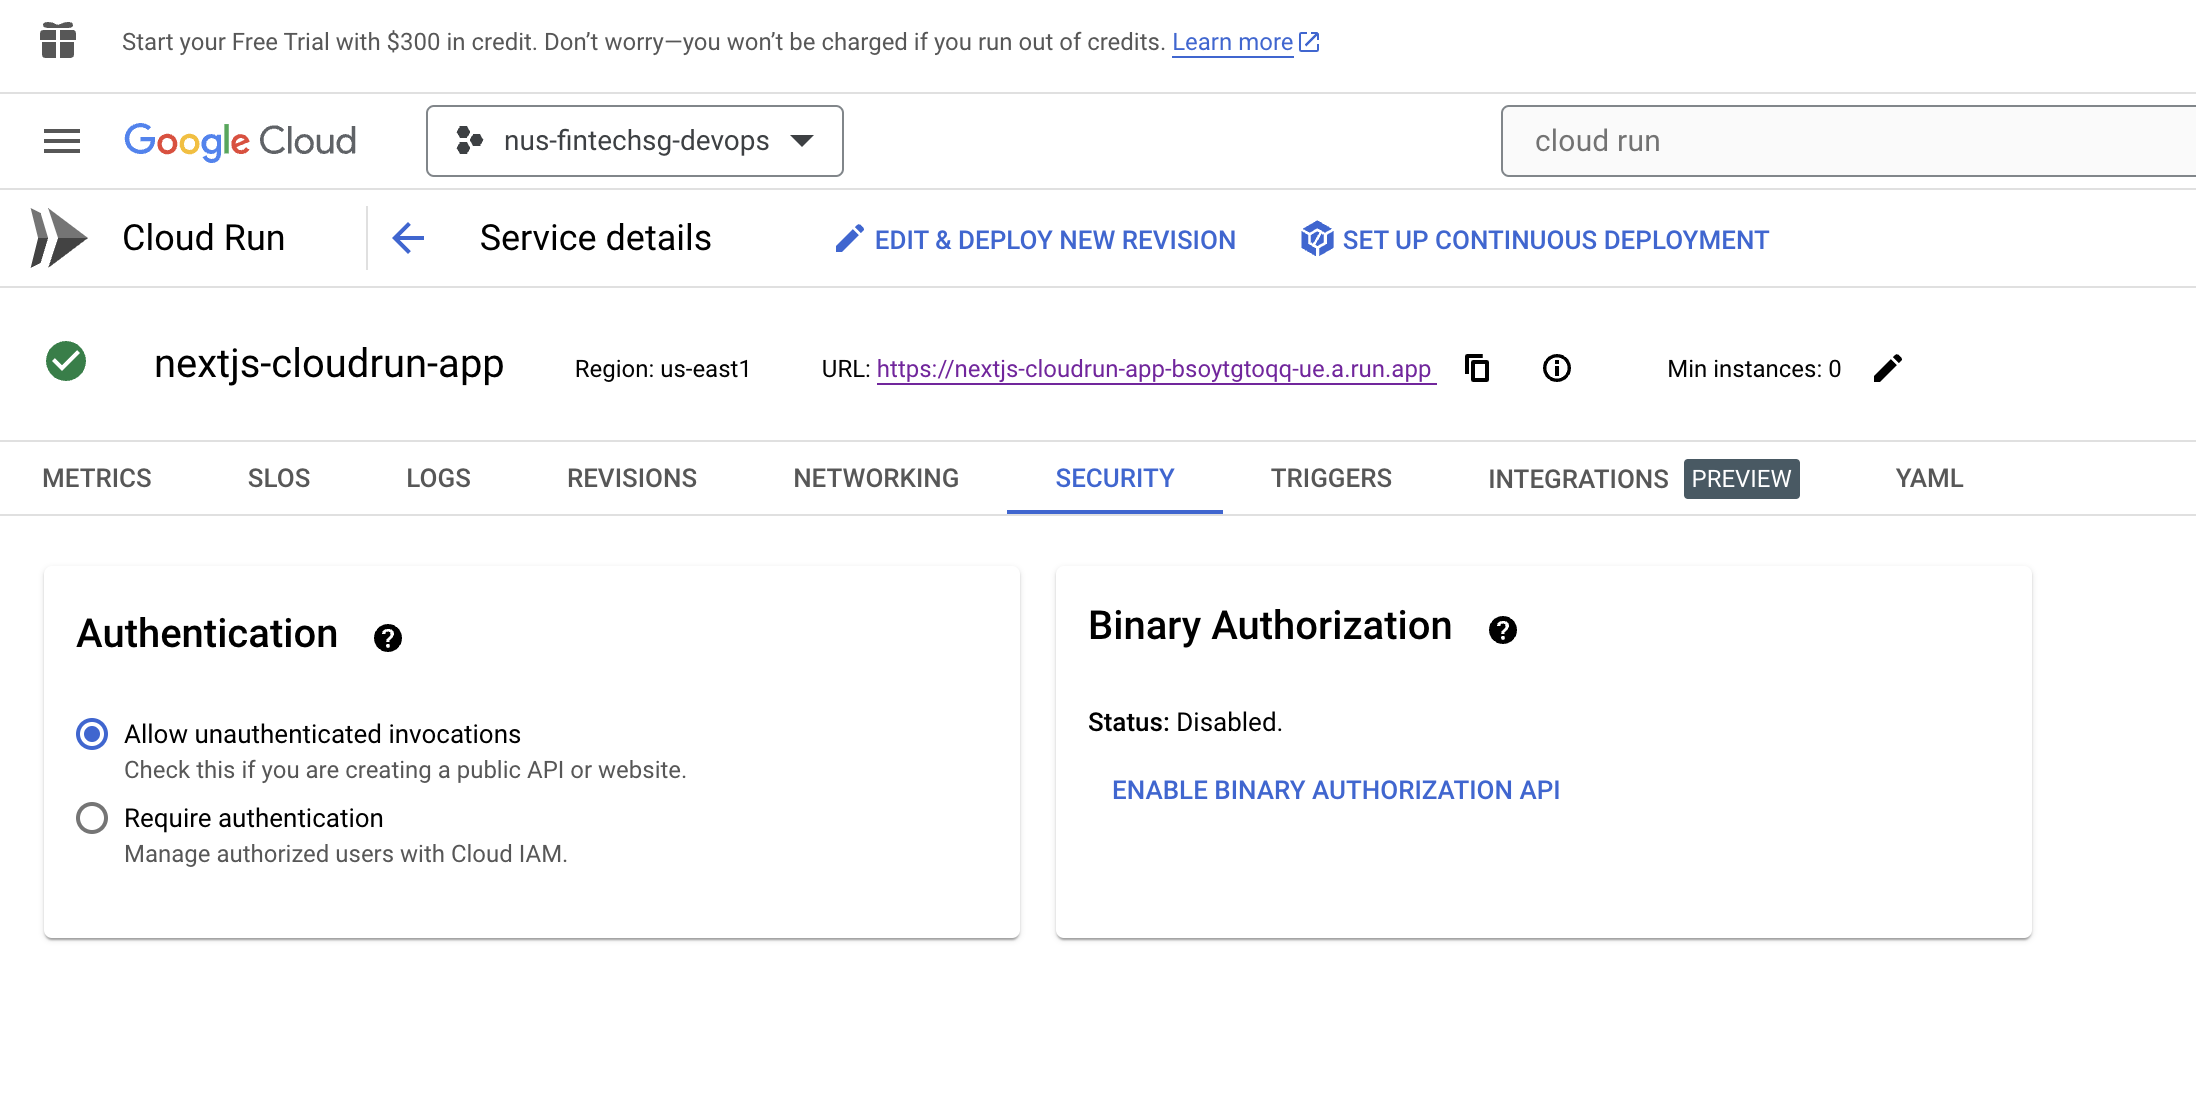 Start your Free Trial with $300 in credit. Don’t worry—you won’t be charged if you run out of credits. Learn more
Google Cloud nus-fintechsg-devops cloud run
Cloud Run Service details EDIT & DEPLOY NEW REVISION SET UP CONTINUOUS DEPLOYMENT
nextjs-cloudrun-app Region: us-east1 URL: https://nextjs-cloudrun-app-bsoytgtoqq-ue.a.run.app Min instances: 0
METRICS SLOS LOGS REVISIONS NETWORKING SECURITY TRIGGERS INTEGRATIONS PREVIEW YAML
Authentication
Allow unauthenticated invocations
Check this if you are creating a public API or website.
Require authentication
Manage authorized users with Cloud IAM.
Binary Authorization
Status: Disabled.
ENABLE BINARY AUTHORIZATION API